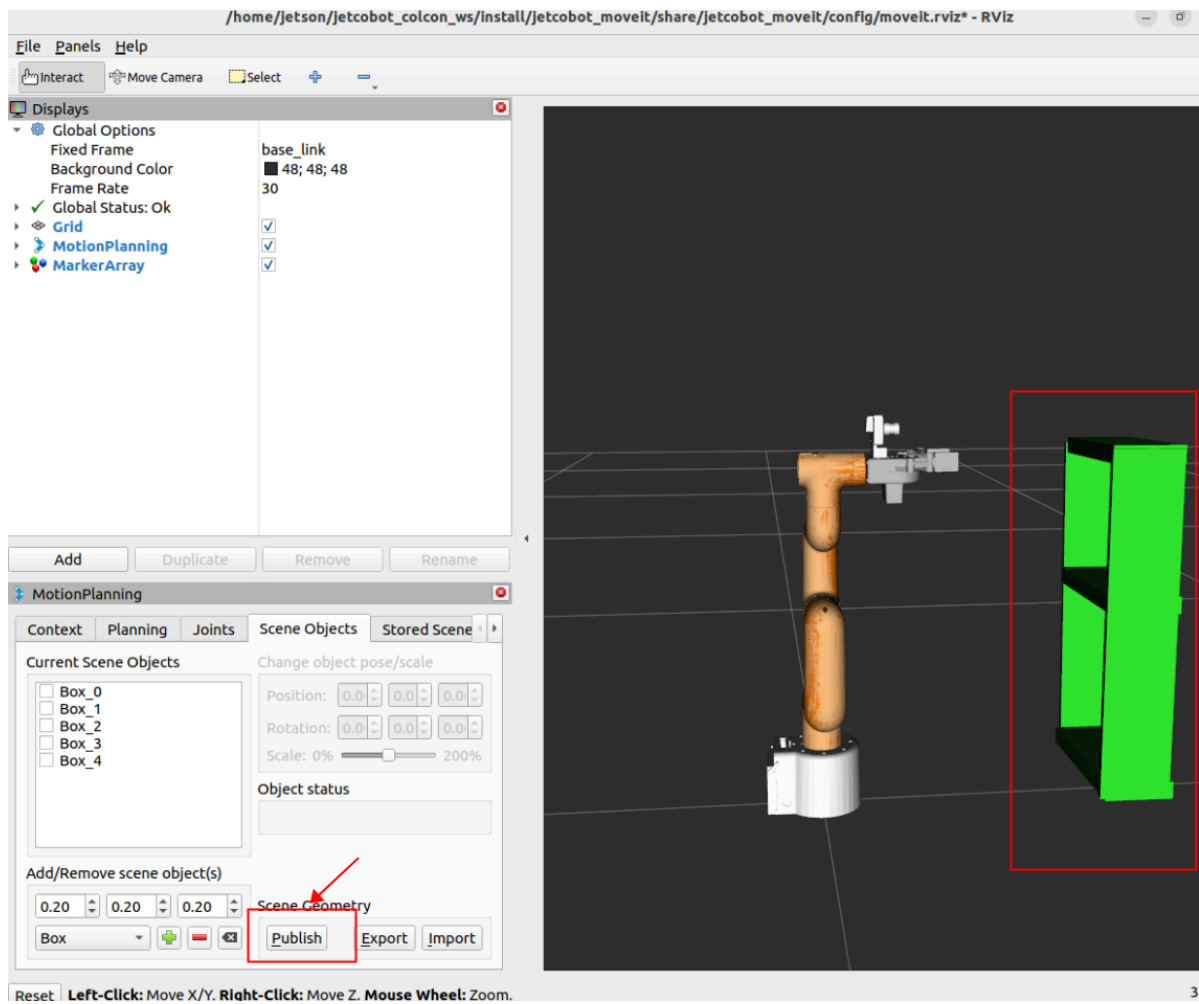 /home/jetson/jetcobot_colcon_ws/install/jetcobot_moveit/share/jetcobot_moveit/config/moveit.rviz* - RViz
File Panels Help
Interact Move Camera Select
Displays
Global Options
Fixed Frame base_link
Background Color 48; 48; 48
Frame Rate 30
Global Status: Ok
Grid
MotionPlanning
MarkerArray
Add Duplicate Remove Rename
MotionPlanning
Context Planning Joints Scene Objects Stored Scene
Current Scene Objects Change object pose/scale
Box_0
Box_1
Box_2
Box_3
Box_4
Position: 0.0 0.0 0.0
Rotation: 0.0 0.0 0.0
Scale: 0% 200%
Object status
Add/Remove scene object(s)
0.20 0.20 0.20 Scene Geometry
Box Publish Export Import
Reset Left-Click: Move X/Y. Right-Click: Move Z. Mouse Wheel: Zoom. 3